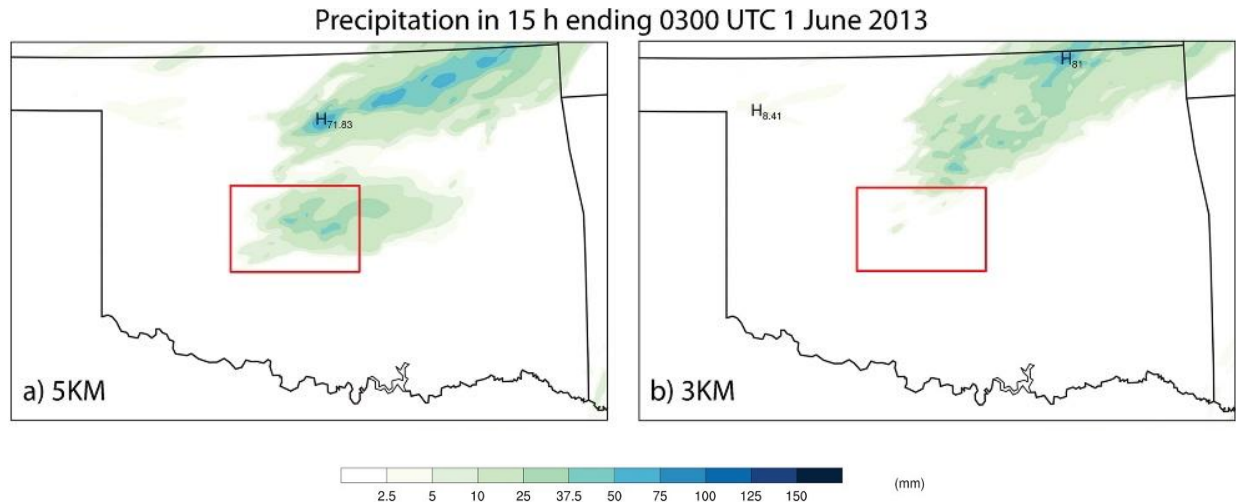 Precipitation in 15 h ending 0300 UTC 1 June 2013
H71.83
a) 5KM
H81
H8.41
b) 3KM
2.5 5 10 25 37.5 50 75 100 125 150 (mm)